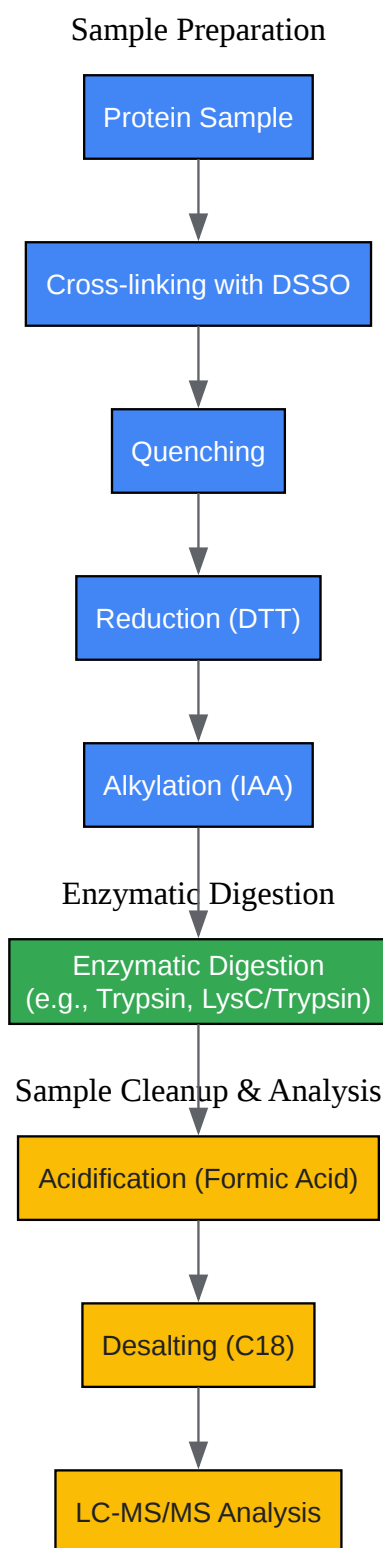 Sample Preparation
Protein Sample
Cross-linking with DSSO
Quenching
Reduction (DTT)
Alkylation (IAA)
Enzymatic Digestion
Enzymatic Digestion
(e.g., Trypsin, LysC/Trypsin)
Sample Cleanup & Analysis
Acidification (Formic Acid)
Desalting (C18)
LC-MS/MS Analysis